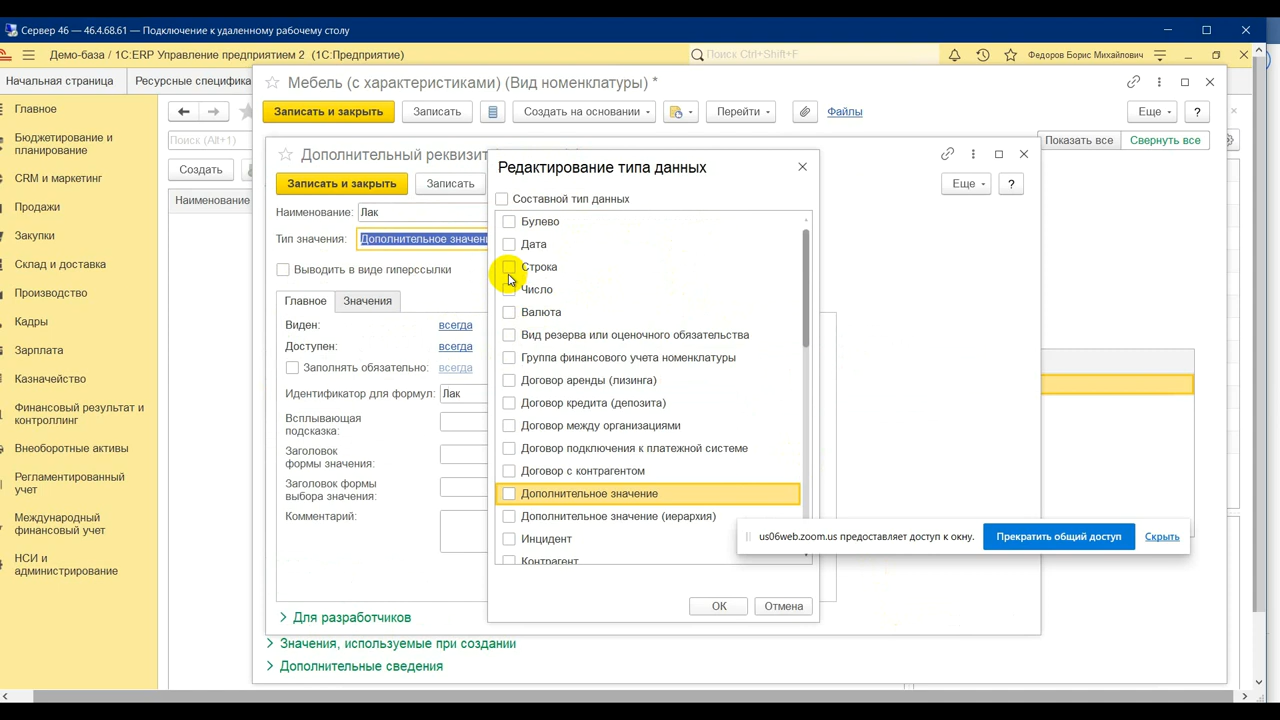 Сервер 46 — 46.4.68.61 — Подключение к удаленному рабочему столу
Демо-база / 1С:ERP Управление предприятием 2 (1С:Предприятие)
Поиск Ctrl+Shift+F
Федоров Борис Михайлович
Начальная страница
Ресурсные специфика
Главное
Бюджетирование и
планирование
CRM и маркетинг
Продажи
Закупки
Склад и доставка
Производство
Кадры
Зарплата
Казначейство
Финансовый результат и
контроллинг
Внеоборотные активы
Регламентированный
учет
Международный
финансовый учет
НСИ и
администрирование
Поиск (Alt+1)
Создать
Наименование
Мебель (с характеристиками) (Вид номенклатуры) *
Записать и закрыть
Записать
Создать на основании
Перейти
Файлы
Еще
?
Показать все
Свернуть все
Дополнительный реквизит
Записать и закрыть
Записать
Еще
?
Наименование: Лак
Тип значения: Дополнительное значени
Выводить в виде гиперссылки
Главное
Значения
Виден: всегда
Доступен: всегда
Заполнять обязательно: всегда
Идентификатор для формул: Лак
Всплывающая
подсказка:
Заголовок
формы значения:
Заголовок формы
выбора значения:
Комментарий:
Для разработчиков
Значения, используемые при создании
Дополнительные сведения
Редактирование типа данных
Составной тип данных
Булево
Дата
Строка
Число
Валюта
Вид резерва или оценочного обязательства
Группа финансового учета номенклатуры
Договор аренды (лизинга)
Договор кредита (депозита)
Договор между организациями
Договор подключения к платежной системе
Договор с контрагентом
Дополнительное значение
Дополнительное значение (иерархия)
Инцидент
Контрагент
ОК
Отмена
us06web.zoom.us предоставляет доступ к окну.
Прекратить общий доступ
Скрыть